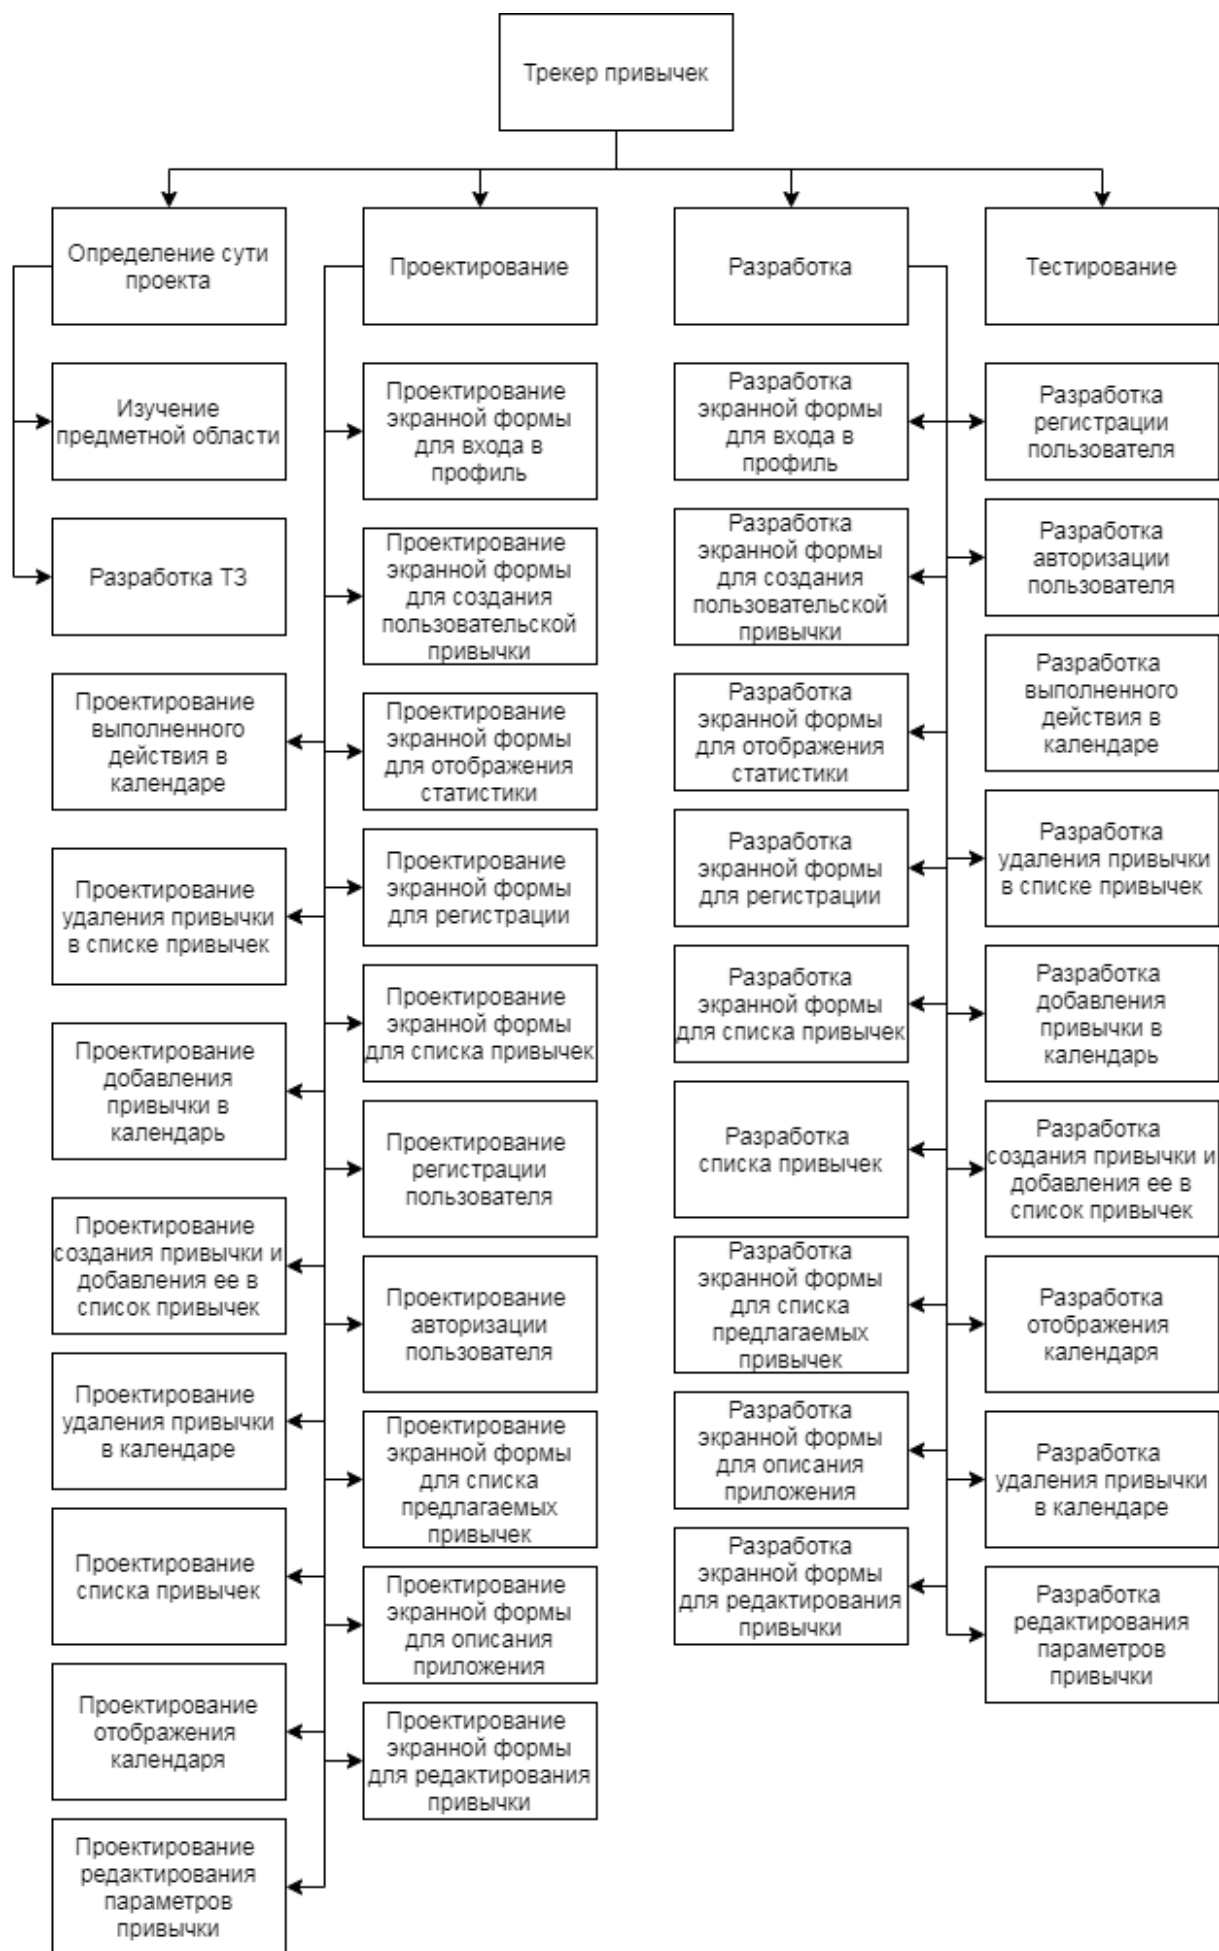 Трекер привычек
Определение сути
проекта
Проектирование
Разработка
Тестирование
Изучение
предметной области
Разработка ТЗ
Проектирование
выполненного
действия в
календаре
Проектирование
удаления привычки
в списке привычек
Проектирование
добавления
привычки в
календарь
Проектирование
создания привычки и
добавления ее в
список привычек
Проектирование
удаления привычки
в календаре
Проектирование
списка привычек
Проектирование
отображения
календаря
Проектирование
редактирования
параметров
привычки
Проектирование
экранной формы
для входа в
профиль
Проектирование
экранной формы
для создания
пользовательской
привычки
Проектирование
экранной формы
для отображения
статистики
Проектирование
экранной формы
для регистрации
Проектирование
экранной формы
для списка привычек
Проектирование
регистрации
пользователя
Проектирование
авторизации
пользователя
Проектирование
экранной формы
для списка
предлагаемых
привычек
Проектирование
экранной формы
для описания
приложения
Проектирование
экранной формы
для редактирования
привычки
Разработка
экранной формы
для входа в
профиль
Разработка
экранной формы
для создания
пользовательской
привычки
Разработка
экранной формы
для отображения
статистики
Разработка
экранной формы
для регистрации
Разработка
экранной формы
для списка привычек
Разработка
списка привычек
Разработка
экранной формы
для списка
предлагаемых
привычек
Разработка
экранной формы
для описания
приложения
Разработка
экранной формы
для редактирования
привычки
Разработка
регистрации
пользователя
Разработка
авторизации
пользователя
Разработка
выполненного
действия в
календаре
Разработка
удаления привычки
в списке привычек
Разработка
добавления
привычки в
календарь
Разработка
создания привычки и
добавления ее в
список привычек
Разработка
отображения
календаря
Разработка
удаления привычки
в календаре
Разработка
редактирования
параметров
привычки